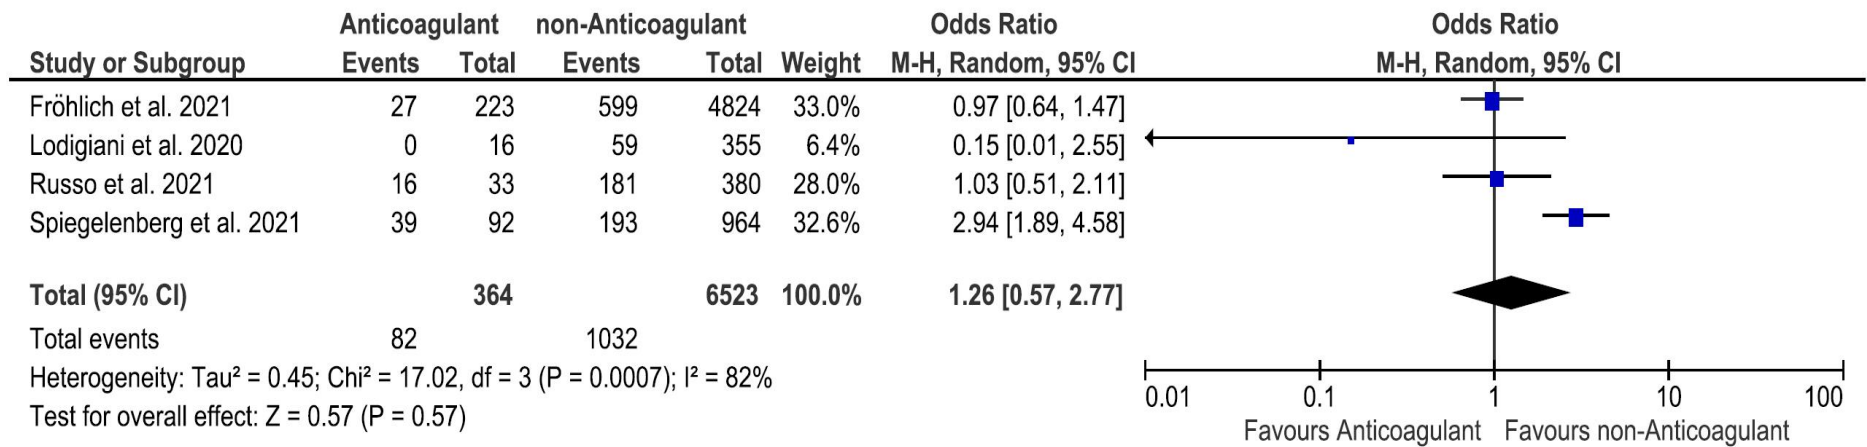 Anticoagulant non-Anticoagulant Odds Ratio Odds Ratio
Study or Subgroup Events Total Events Total Weight M-H, Random, 95% CI M-H, Random, 95% CI
Fröhlich et al. 2021 27 223 599 4824 33.0% 0.97 [0.64, 1.47]
Lodigiani et al. 2020 0 16 59 355 6.4% 0.15 [0.01, 2.55]
Russo et al. 2021 16 33 181 380 28.0% 1.03 [0.51, 2.11]
Spiegelenberg et al. 2021 39 92 193 964 32.6% 2.94 [1.89, 4.58]
Total (95% CI) 364 6523 100.0% 1.26 [0.57, 2.77]
Total events 82 1032
Heterogeneity: Tau² = 0.45; Chi² = 17.02, df = 3 (P = 0.0007); I² = 82%
Test for overall effect: Z = 0.57 (P = 0.57)
0.01 0.1 1 10 100
Favours Anticoagulant Favours non-Anticoagulant